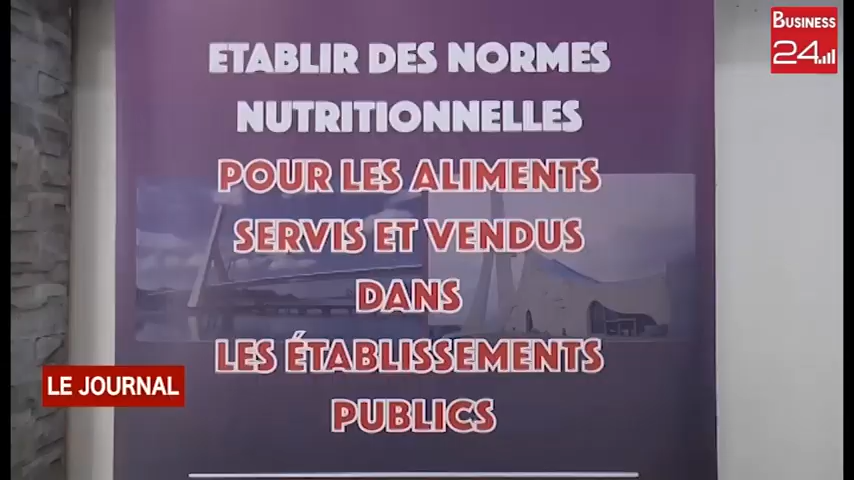 BUSINESS
24
ETABLIR DES NORMES
NUTRITIONNELLES
POUR LES ALIMENTS
SERVIS ET VENDUS
DANS
LES ÉTABLISSEMENTS
PUBLICS
LE JOURNAL